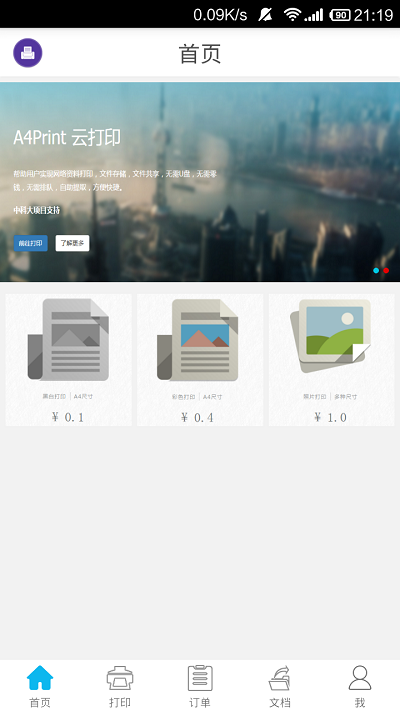 0.09K/s 90 21:19
首页
A4Print 云打印
帮助用户实现网络资料打印，文件存储，文件共享，无需U盘，无需零
钱，无需排队，自助提取，方便快捷。
中科大项目支持
前往打印 了解更多
黑白打印 | A4尺寸 彩色打印 | A4尺寸 照片打印 | 多种尺寸
¥ 0.1 ¥ 0.4 ¥ 1.0
首页 打印 订单 文档 我